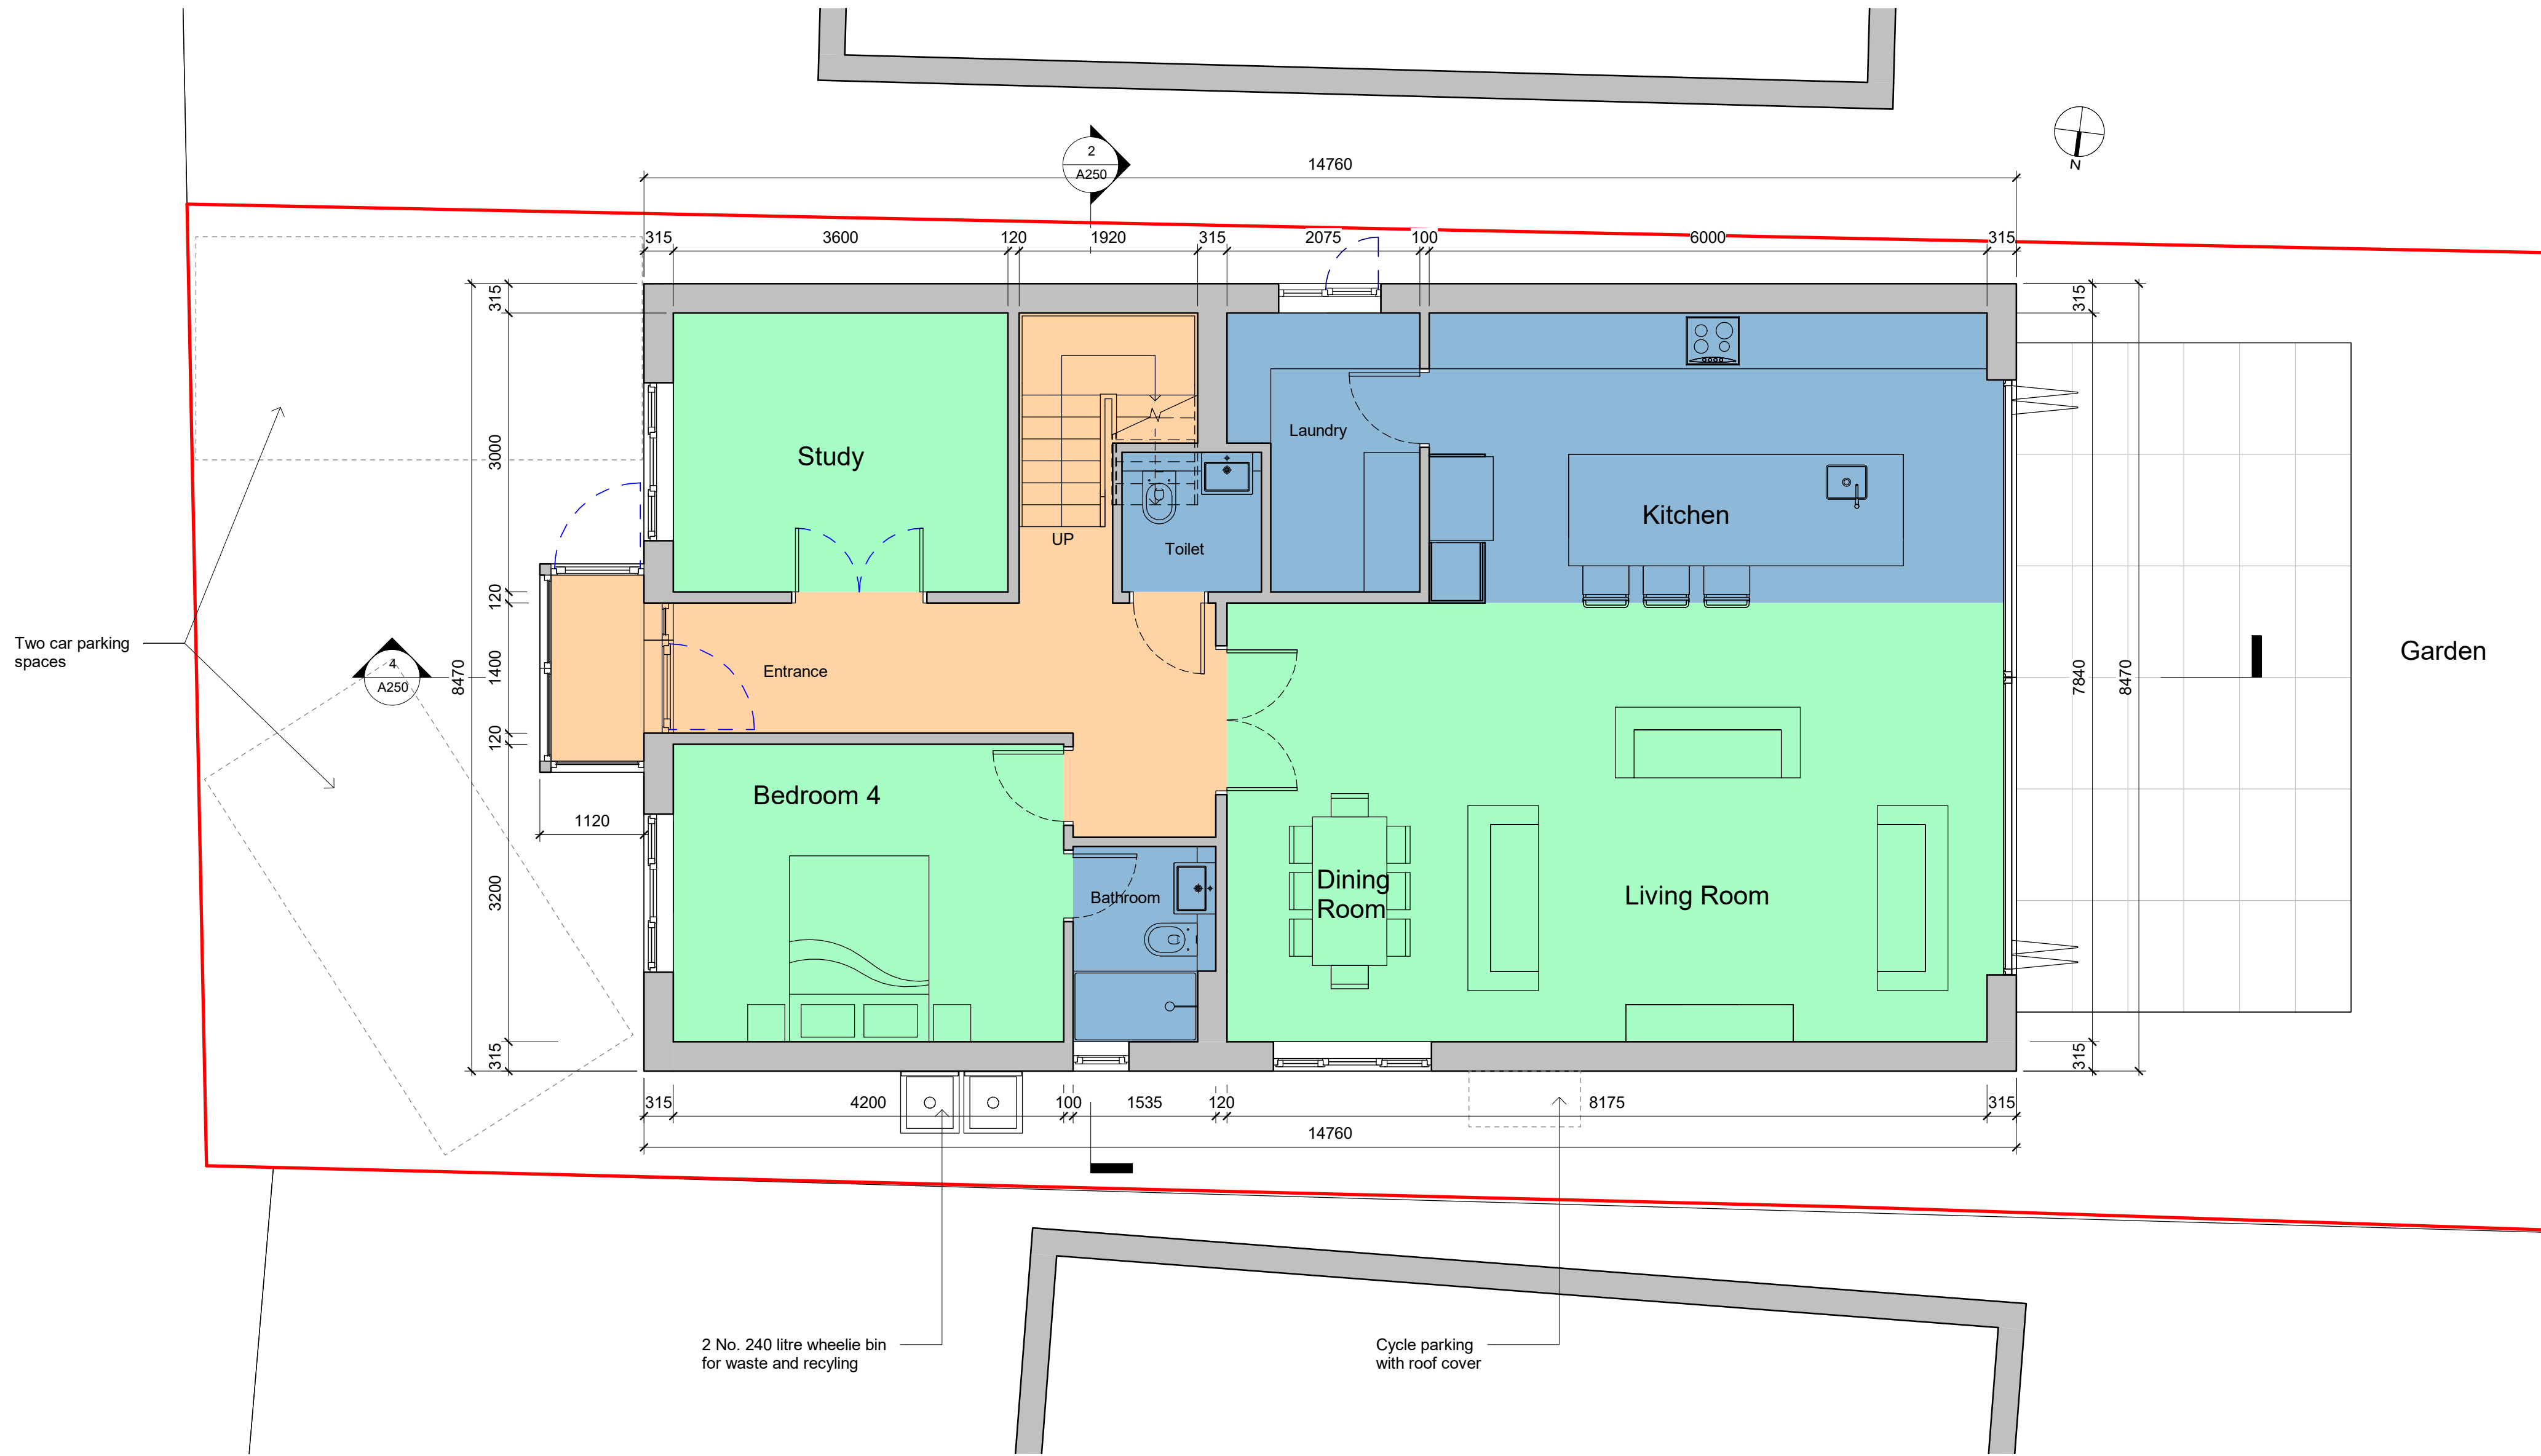 2
A250
14760
N
315
3600
120
1920
315
2075
100
6000
315
315
315
3000
Study
Laundry
Kitchen
UP
Toilet
120
Two car parking
spaces
4
A250
8470
1400
Entrance
Garden
7840
8470
120
Bedroom 4
1120
3200
Bathroom
Dining
Room
Living Room
315
315
315
4200
100
1535
120
8175
315
14760
2 No. 240 litre wheelie bin
for waste and recyling
Cycle parking
with roof cover